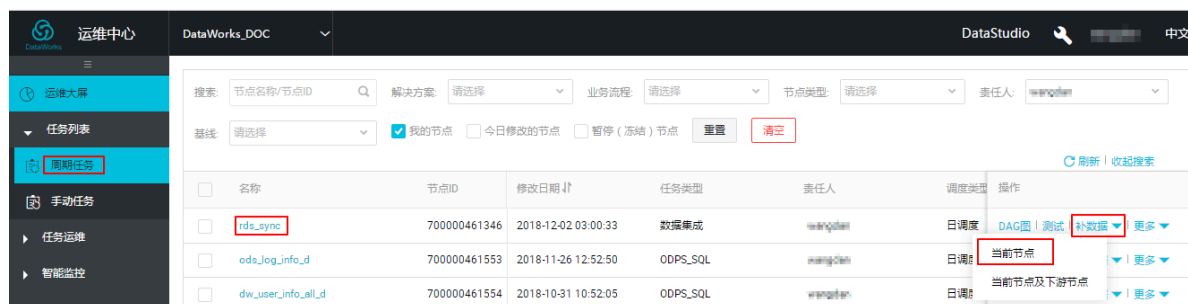 运维中心 DataWorks_DOC DataStudio 中文
DataWorks
运维大屏
任务列表
周期任务
手动任务
任务运维
智能监控
搜索: 节点名称/节点ID 解决方案: 请选择 业务流程: 请选择 节点类型: 请选择 责任人:
基线: 请选择 我的节点 今日修改的节点 暂停(冻结)节点 重置 清空
刷新 | 收起搜索
名称 节点ID 修改日期 任务类型 责任人 调度类型 操作
rds_sync 700000461346 2018-12-02 03:00:33 数据集成 日调度 DAG图 | 测试 | 补数据 | 更多
ods_log_info_d 700000461553 2018-11-26 12:52:50 ODPS_SQL 日调度 当前节点 | 更多
dw_user_info_all_d 700000461554 2018-10-31 10:52:05 ODPS_SQL 日调度 当前节点及下游节点 | 更多